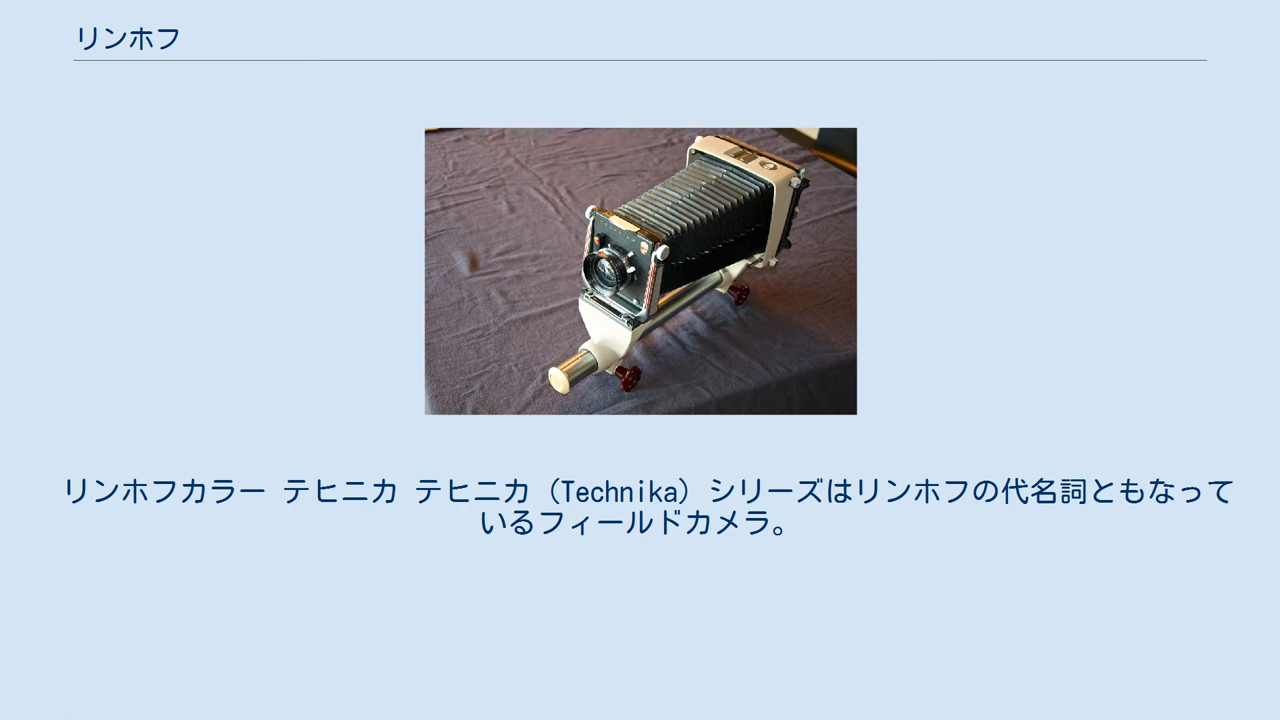 リンホフ
リンホフカラー テヒニカ テヒニカ（Technika）シリーズはリンホフの代名詞ともなって
いるフィールドカメラ。